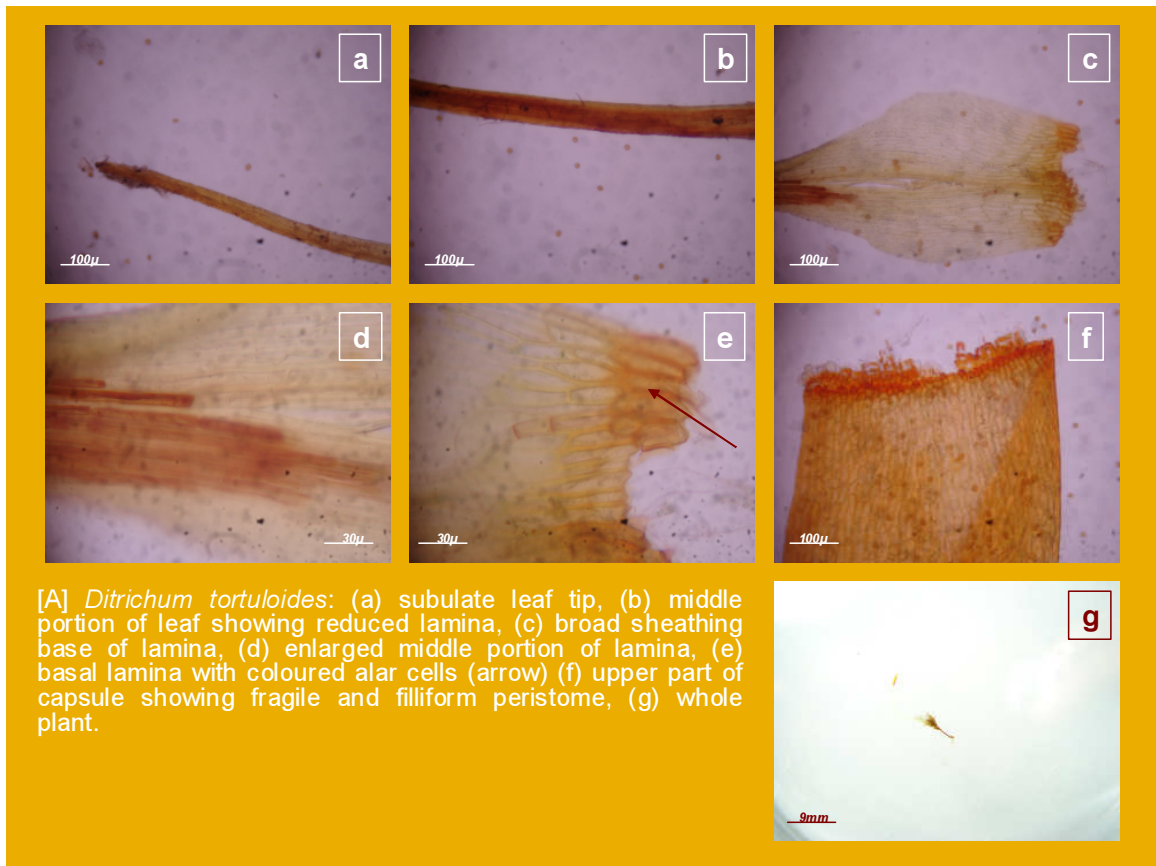 a
b
c
100µ
100µ
100µ
d
e
f
30µ
30µ
100µ
[A] Ditrichum tortuloides: (a) subulate leaf tip, (b) middle
portion of leaf showing reduced lamina, (c) broad sheathing
base of lamina, (d) enlarged middle portion of lamina, (e)
basal lamina with coloured alar cells (arrow) (f) upper part of
capsule showing fragile and filliform peristome, (g) whole
plant.
g
9mm